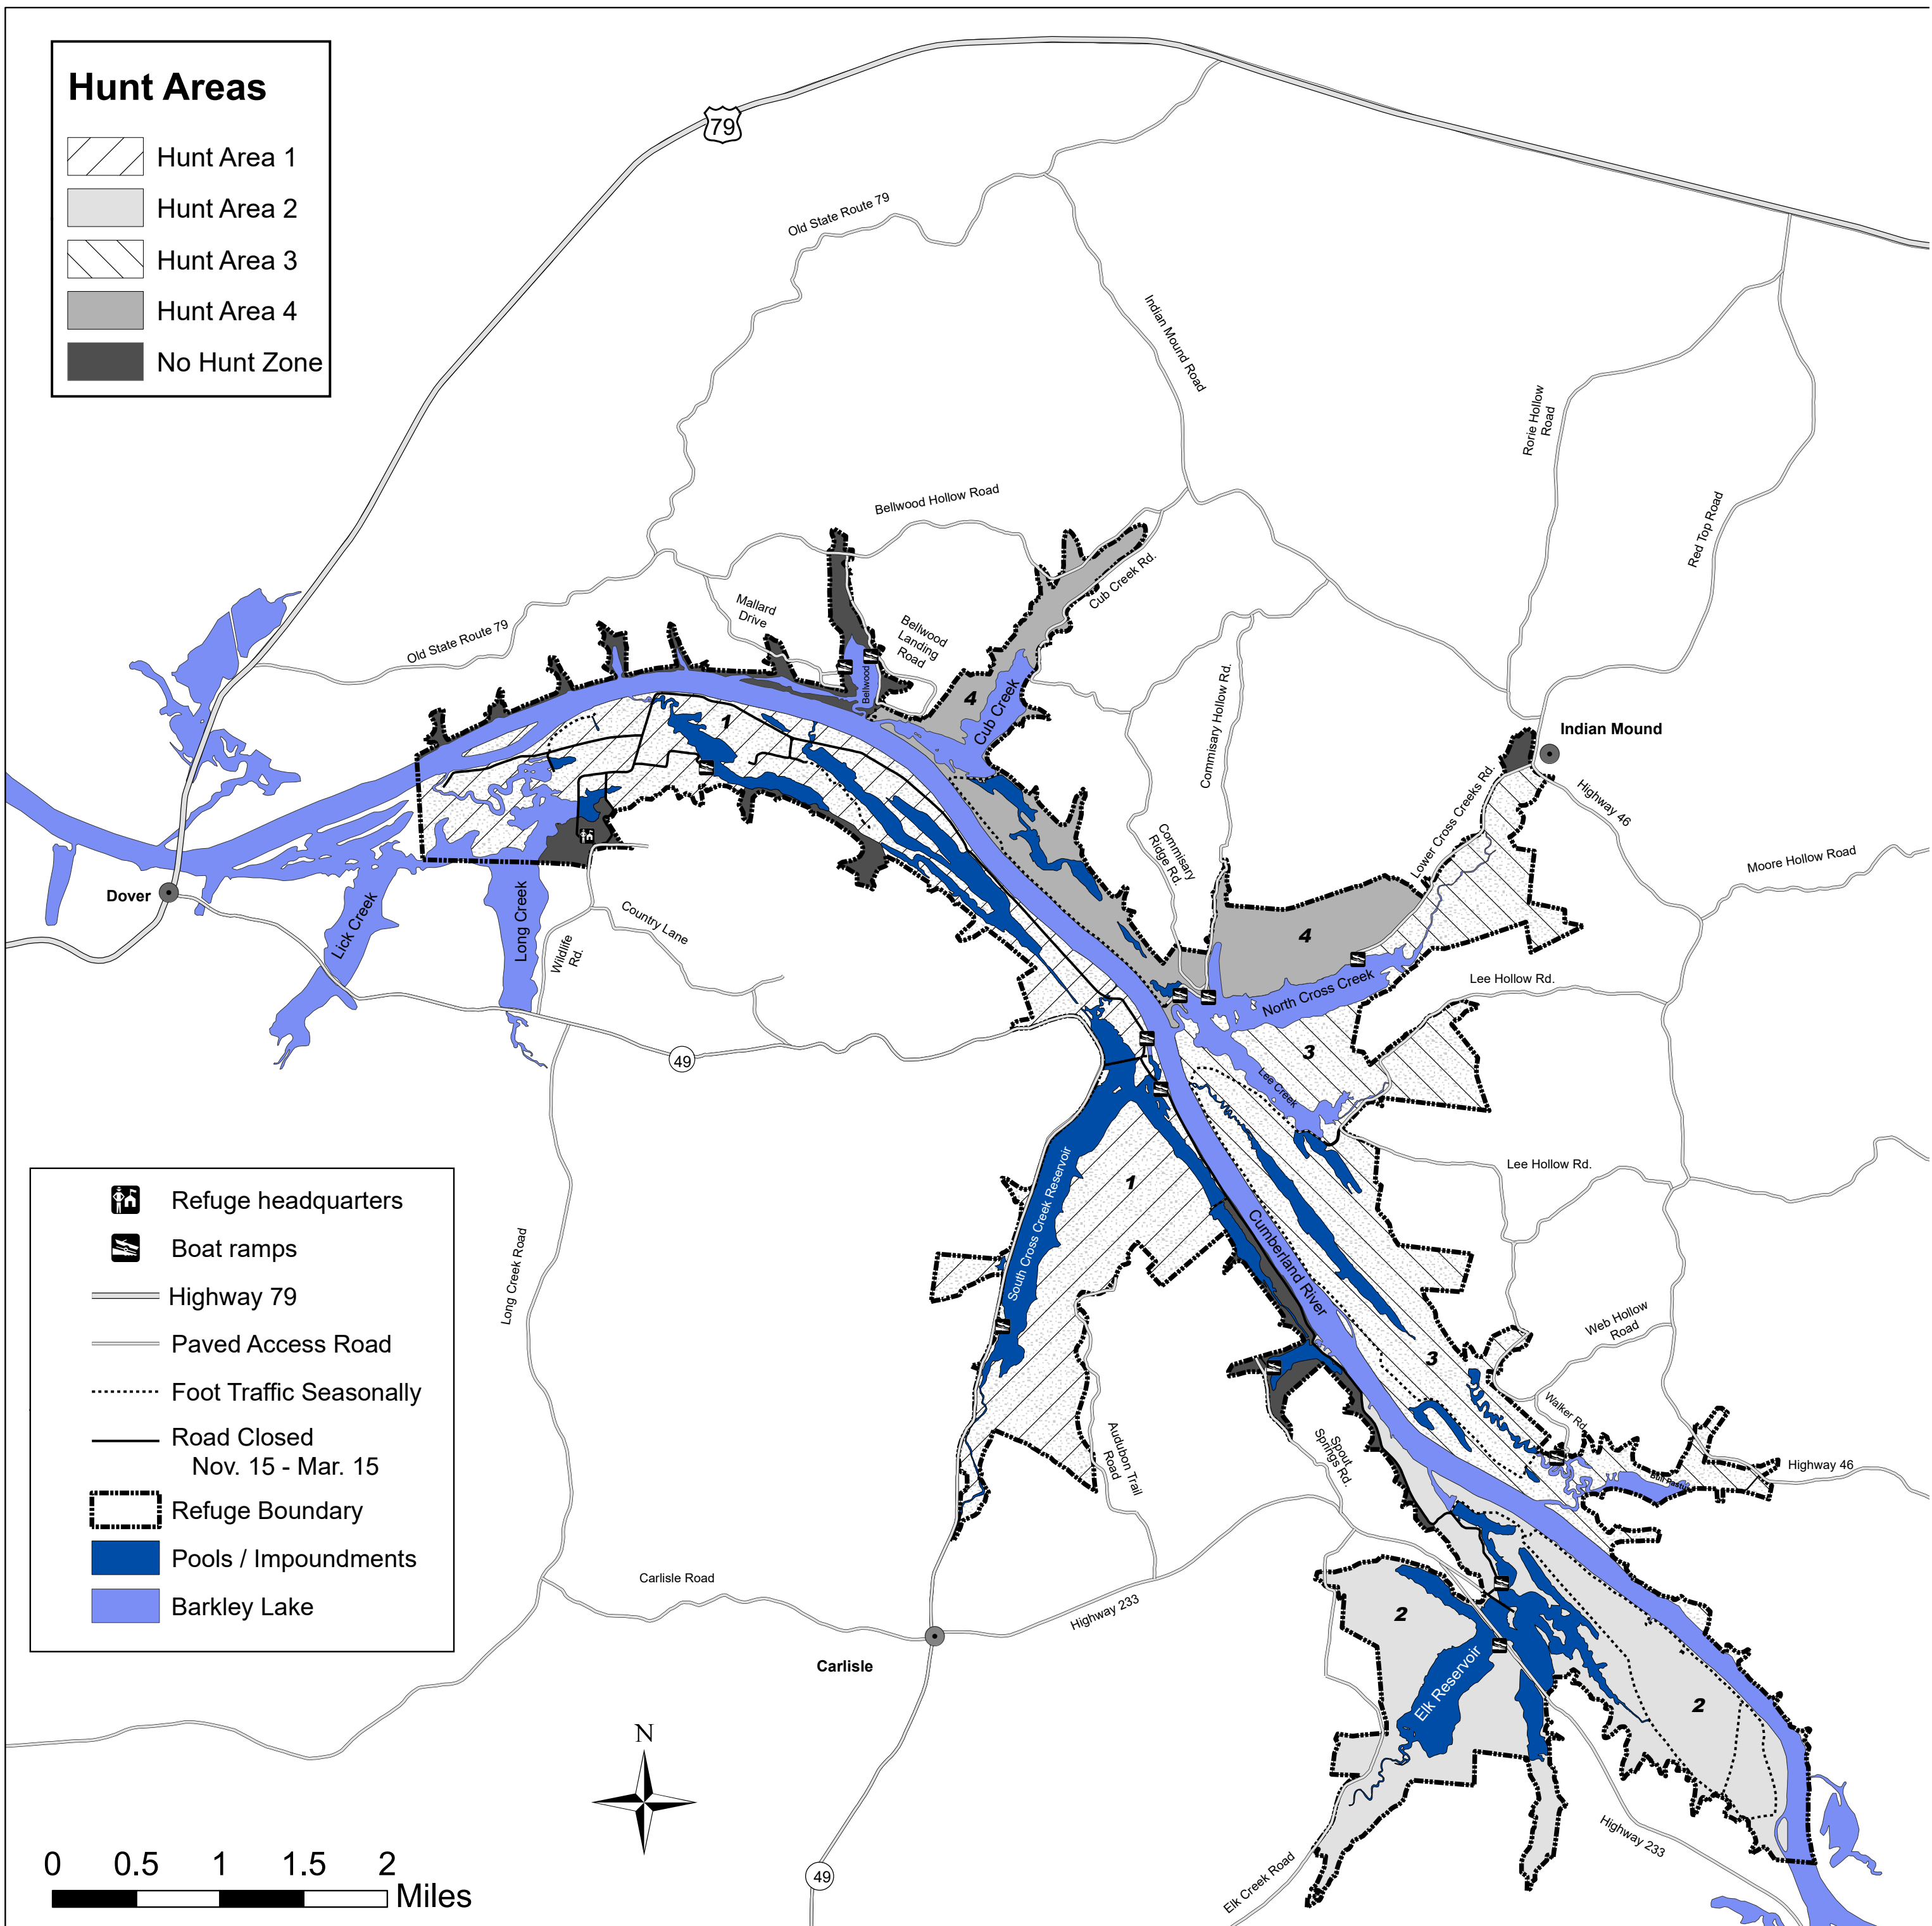 Hunt Areas
Hunt Area 1
Hunt Area 2
Hunt Area 3
Hunt Area 4
No Hunt Zone
79
Old State Route 79
Indian Mound Road
Rorie Hollow
Road
Red Top Road
Bellwood Hollow Road
Cub Creek Rd.
Mallard
Drive
Bellwood
Landing
Road
Old State Route 79
Bellwood
4
Cub Creek
1
Commisary Hollow Rd.
Indian Mound
Lower Cross Creeks Rd.
Highway 46
Commisary
Ridge Rd.
Moore Hollow Road
Dover
Lick Creek
Long Creek
Wildlife
Rd.
Country Lane
4
North Cross Creek
Lee Hollow Rd.
49
3
Lee Creek
Lee Hollow Rd.
1
South Cross Creek Reservoir
Cumberland River
Long Creek Road
Web Hollow
Road
3
Walker Rd.
Audubon Trail
Road
Spout
Springs Rd.
Highway 46
Refuge headquarters
Boat ramps
Highway 79
Paved Access Road
Foot Traffic Seasonally
Road Closed
Nov. 15 - Mar. 15
Refuge Boundary
Pools / Impoundments
Barkley Lake
Carlisle Road
Highway 233
Carlisle
2
Elk Reservoir
2
Highway 233
Elk Creek Road
N
49
0 0.5 1 1.5 2
Miles